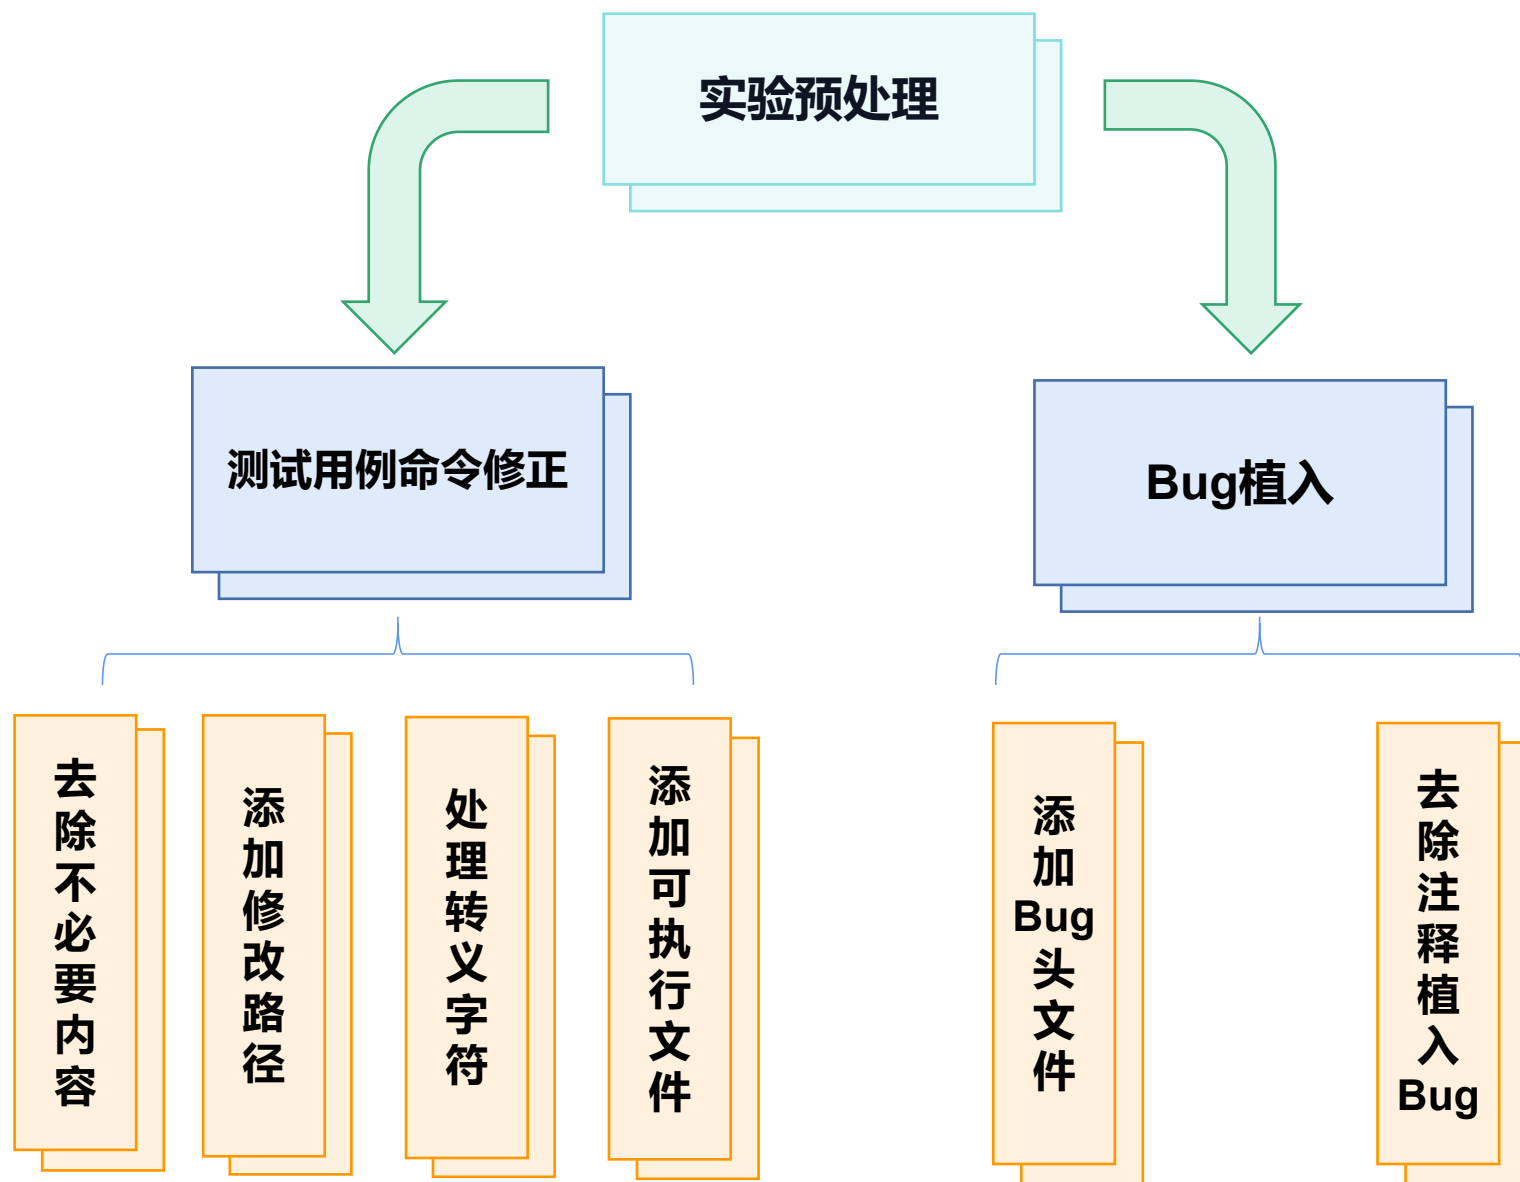 实验预处理
测试用例命令修正
Bug植入
去除不必要内容
添加修改路径
处理转义字符
添加可执行文件
添加Bug头文件
去除注释植入Bug